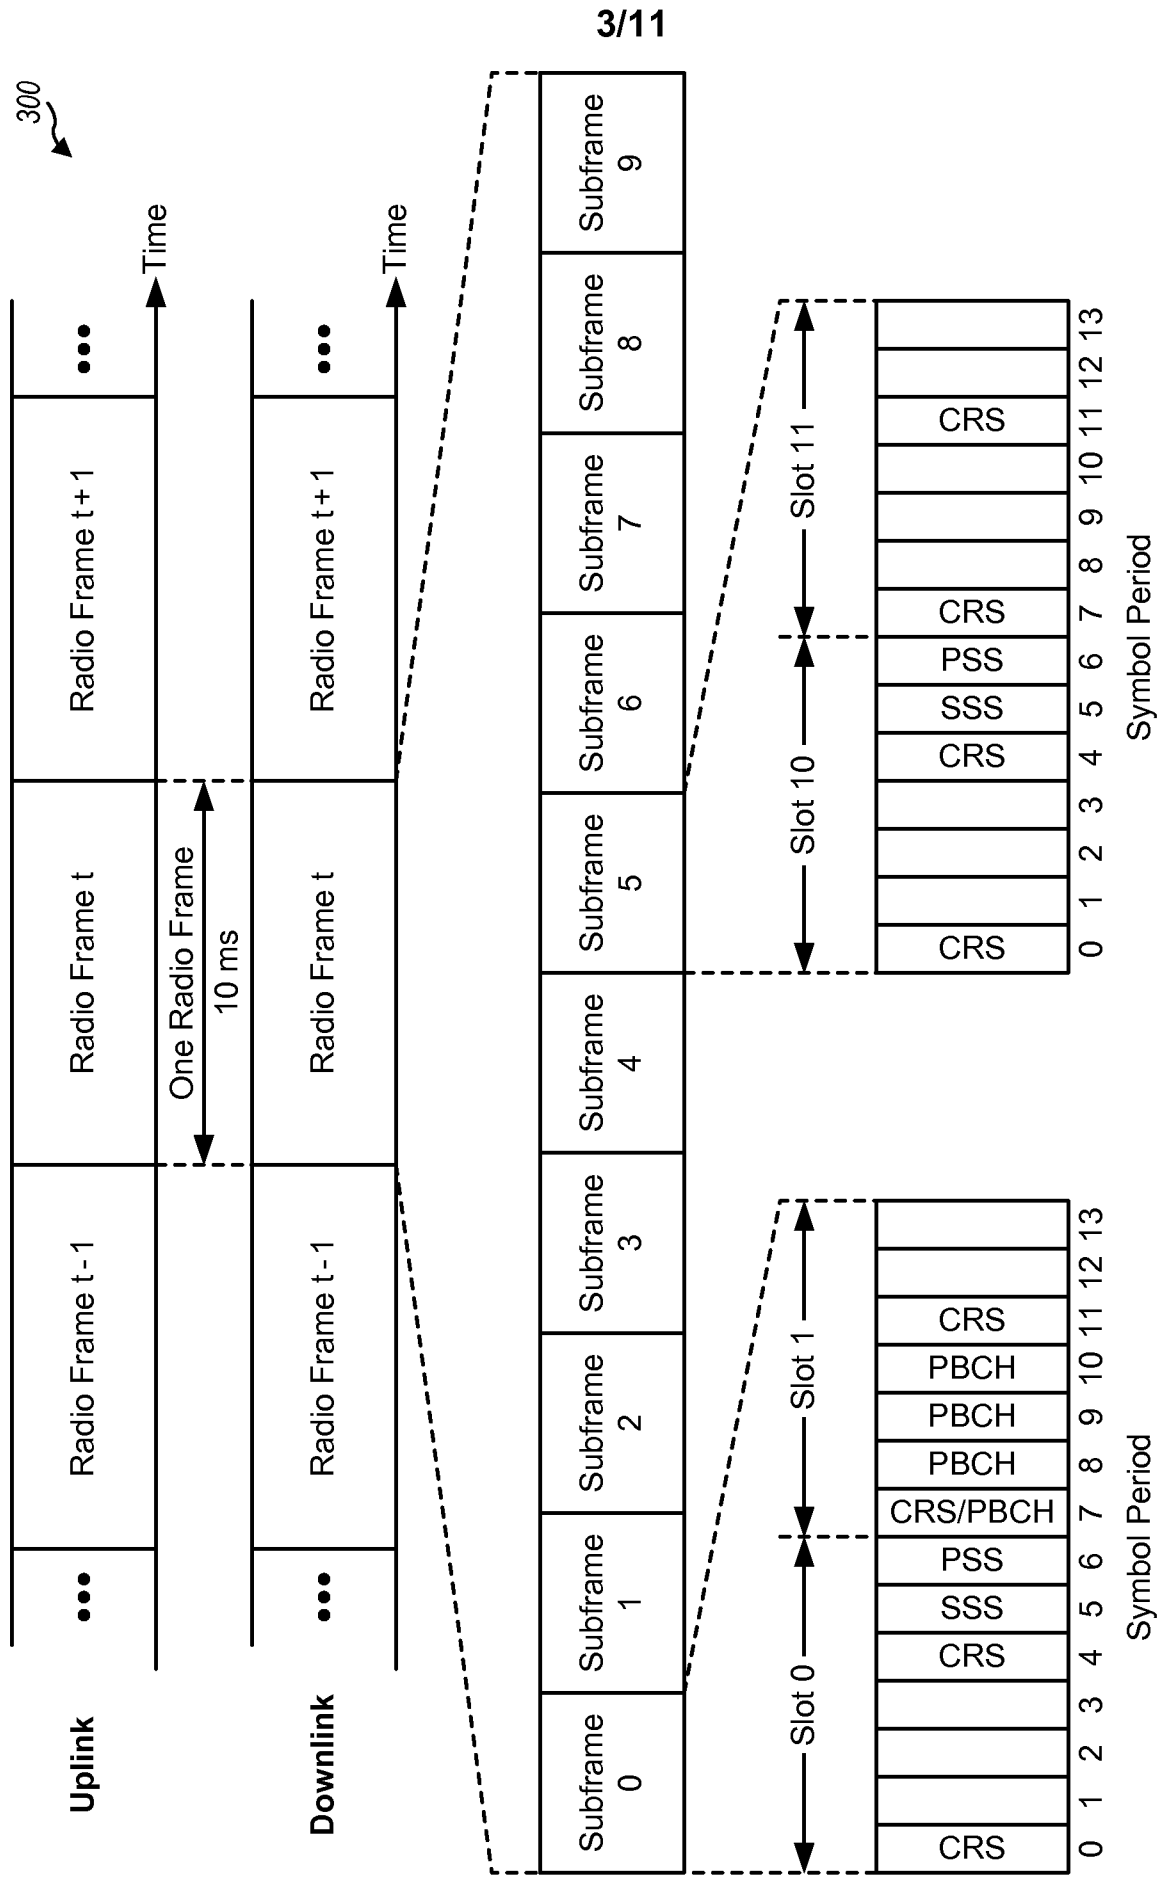 3/11
300
Uplink
•••
Radio Frame t - 1
Radio Frame t
Radio Frame t + 1
•••
Time
One Radio Frame
10 ms
Downlink
•••
Radio Frame t - 1
Radio Frame t
Radio Frame t + 1
•••
Time
Subframe
0
Subframe
1
Subframe
2
Subframe
3
Subframe
4
Subframe
5
Subframe
6
Subframe
7
Subframe
8
Subframe
9
Slot 0
Slot 1
CRS
CRS
SSS
PSS
CRS/PBCH
PBCH
PBCH
PBCH
CRS
0 1 2 3 4 5 6 7 8 9 10 11 12 13
Symbol Period
Slot 10
Slot 11
CRS
CRS
SSS
PSS
CRS
CRS
0 1 2 3 4 5 6 7 8 9 10 11 12 13
Symbol Period